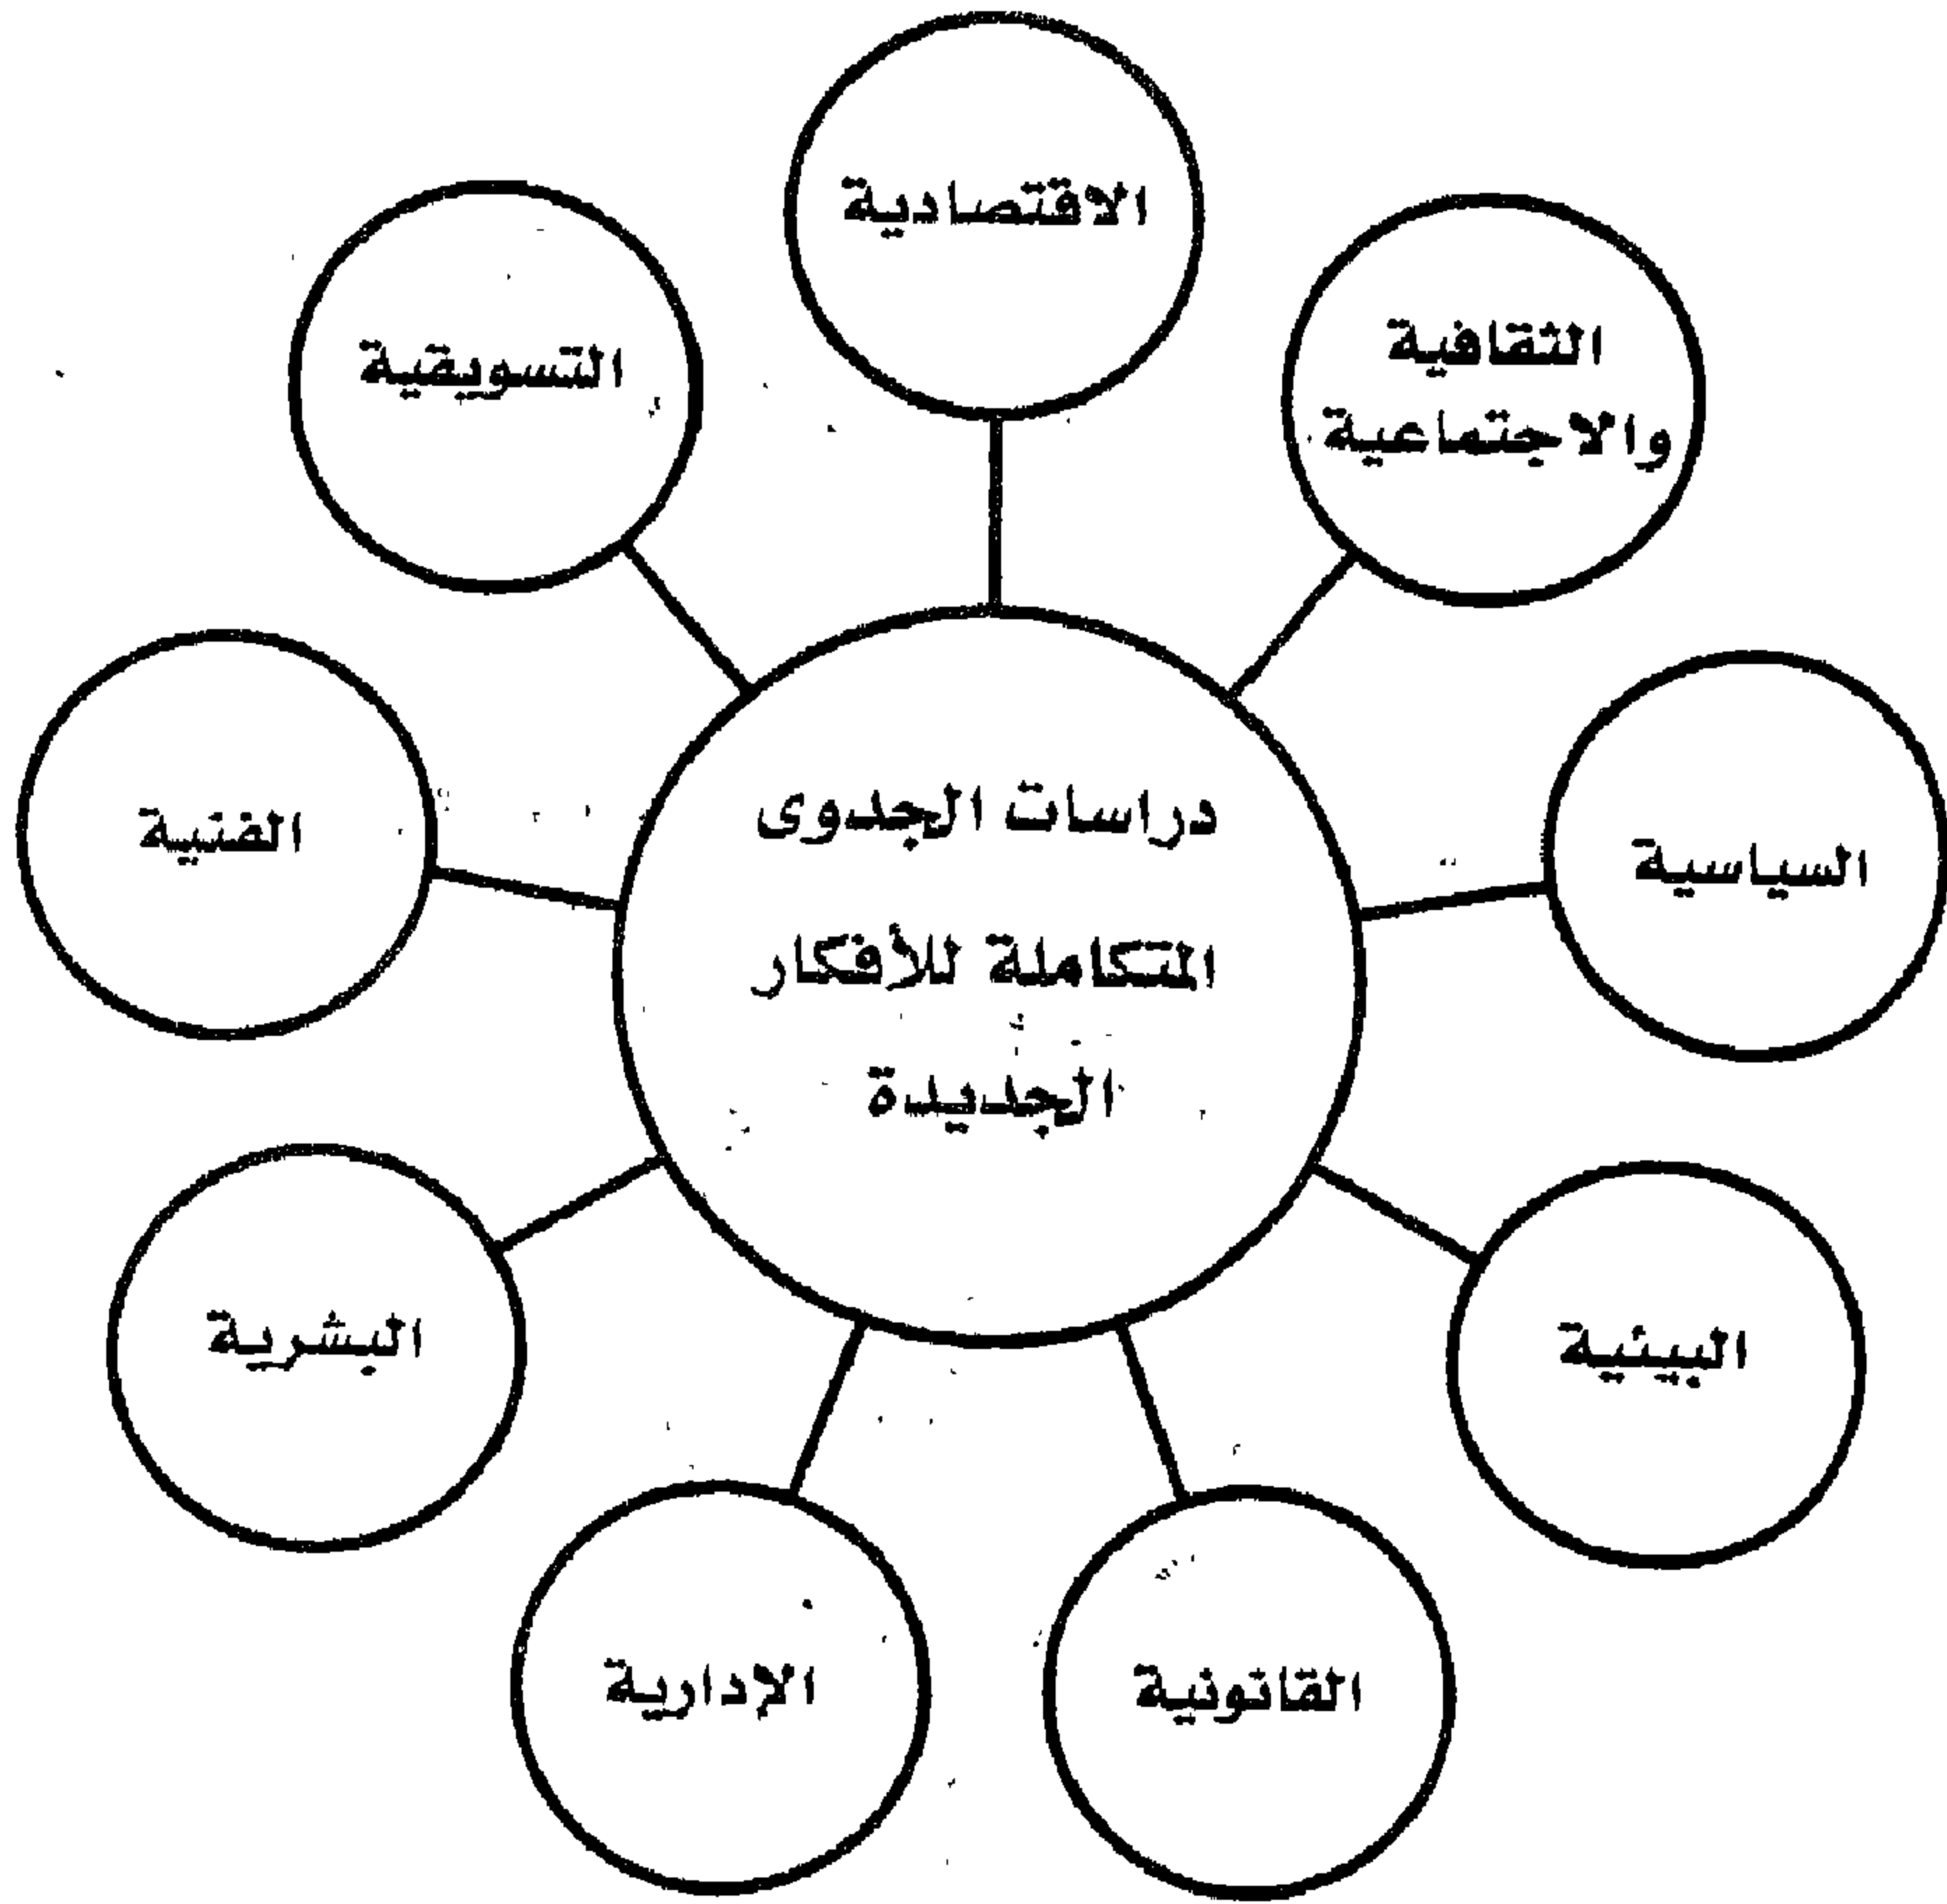 الاقتصادية
الثقافية
والاجتماعية
التسويقية
السياسية
الفنية
دراسات الجدوى
المتكاملة للأفكار
الجديدة
البيئية
البشرية
القانونية
الإدارية